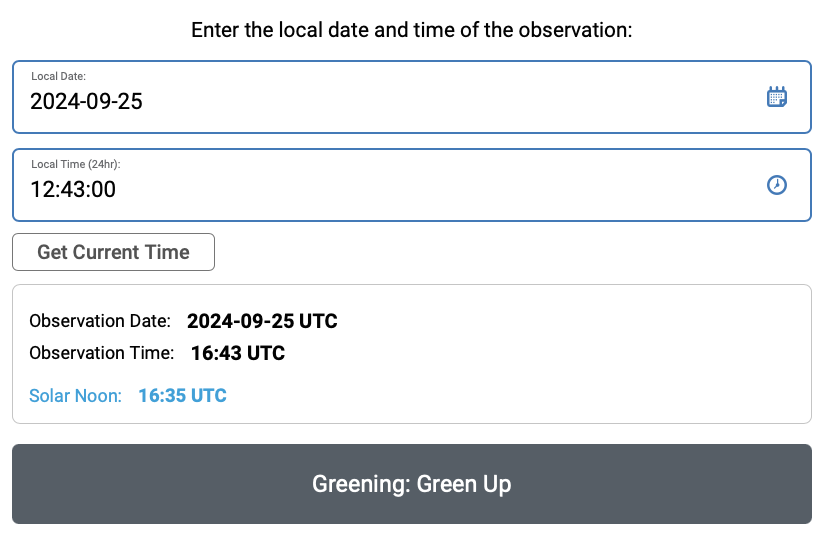 Enter the local date and time of the observation:
Local Date:
2024-09-25
Local Time (24hr):
12:43:00
Get Current Time
Observation Date: 2024-09-25 UTC
Observation Time: 16:43 UTC
Solar Noon: 16:35 UTC
Greening: Green Up